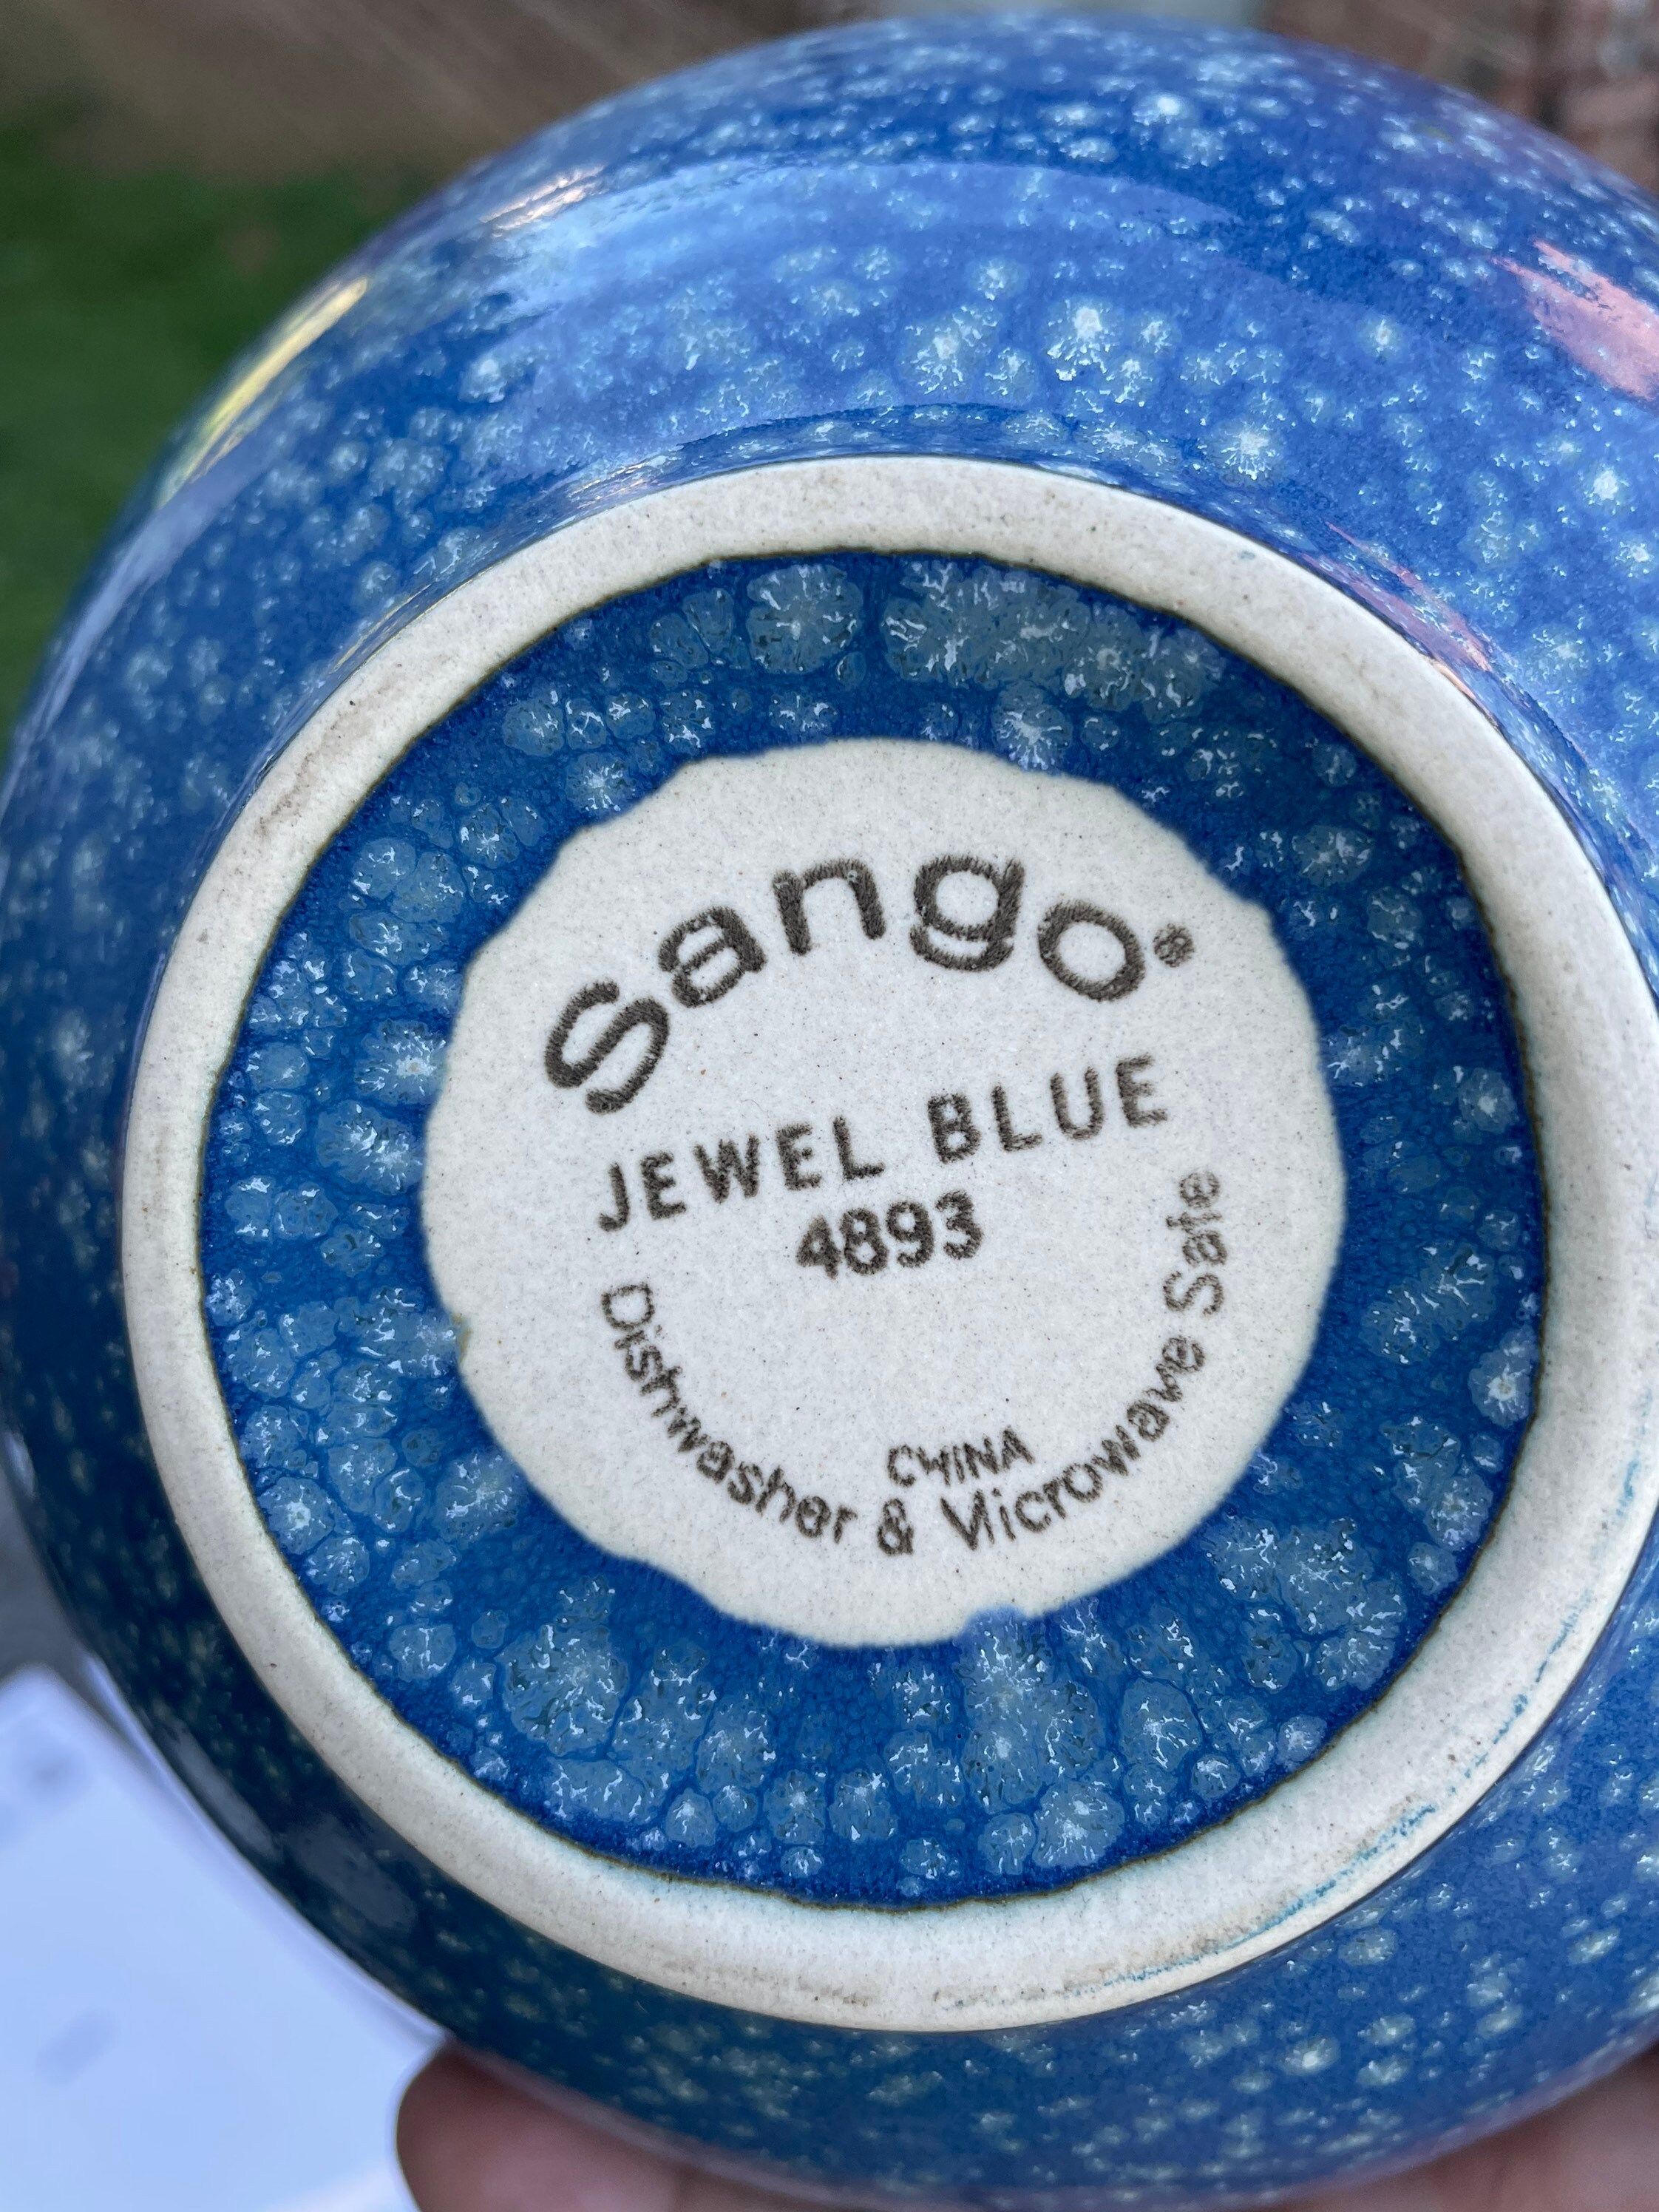 Sango®
JEWEL BLUE
4893
CHINA
Dishwasher & Microwave Safe